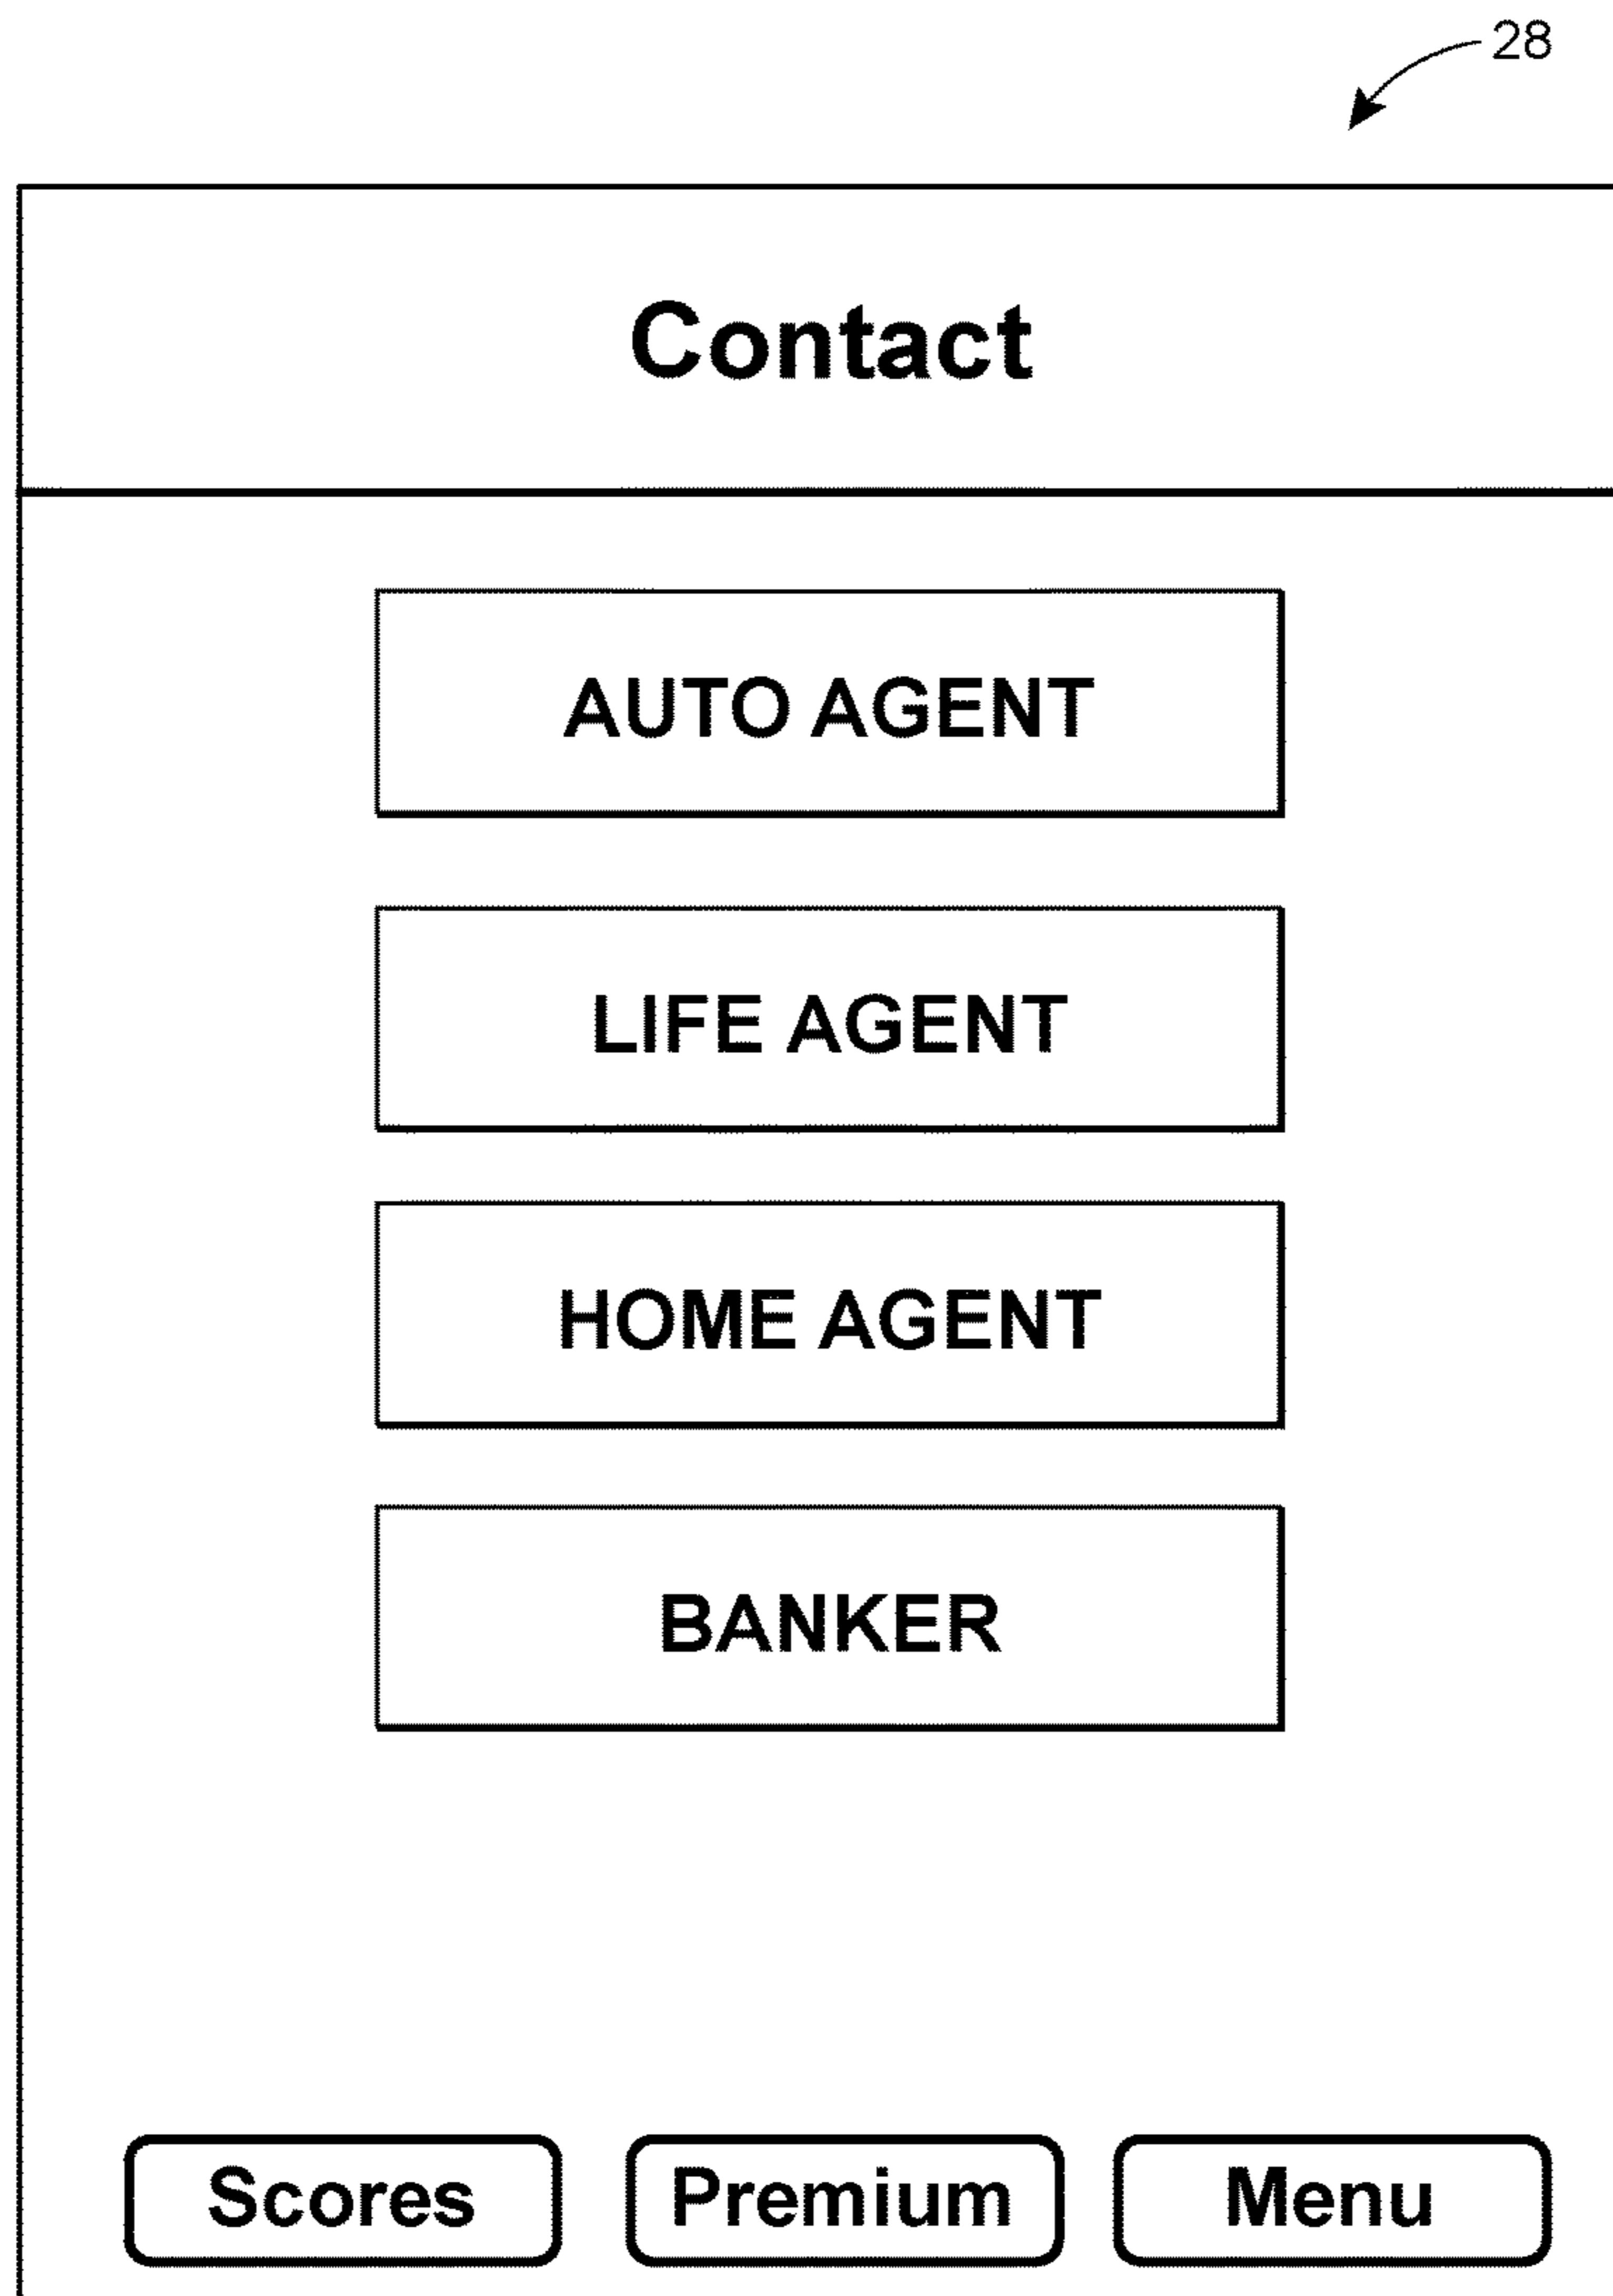 28
Contact
AUTO AGENT
LIFE AGENT
HOME AGENT
BANKER
Scores Premium Menu